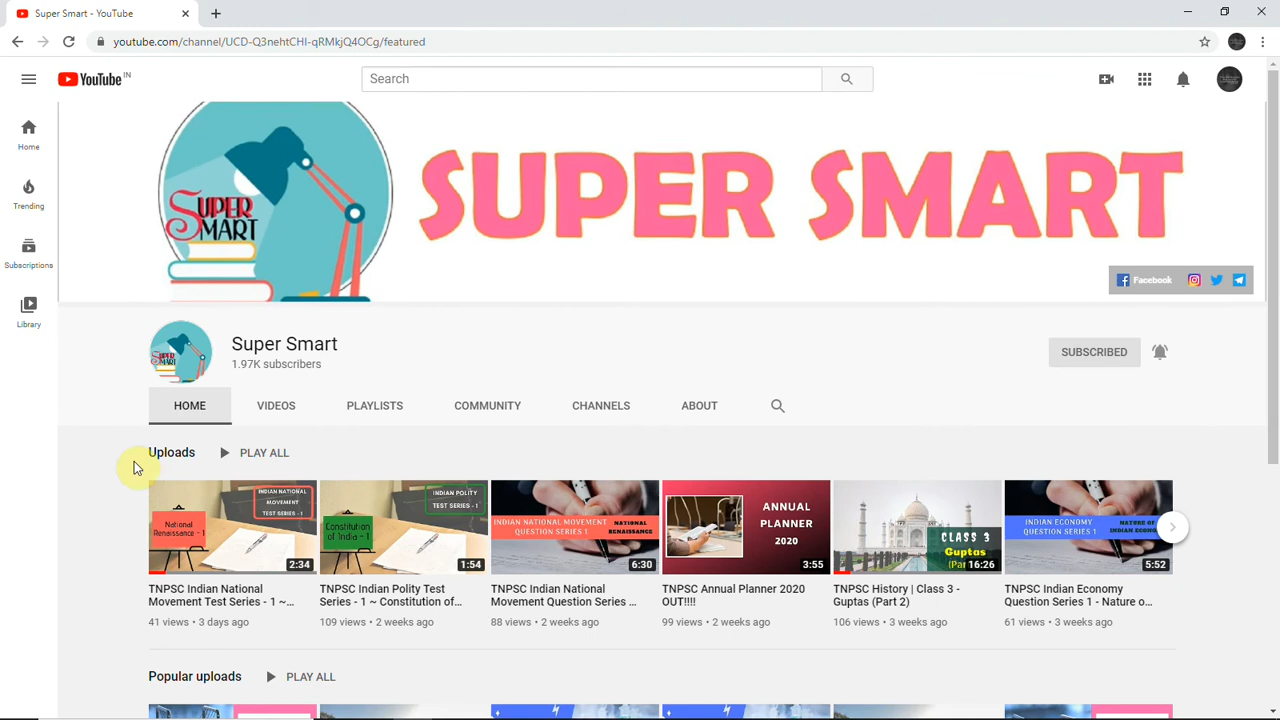 Super Smart - YouTube
youtube.com/channel/UCD-Q3nehtCHI-qRMkjQ4OCg/featured
YouTube IN
Search
Home
Trending
Subscriptions
Library
SUPER SMART
SUPER SMART
Facebook
Super Smart
1.97K subscribers
SUBSCRIBED
HOME VIDEOS PLAYLISTS COMMUNITY CHANNELS ABOUT
Uploads PLAY ALL
INDIAN NATIONAL
MOVEMENT
TEST SERIES - 1
National
Renaissance - 1
2:34
INDIAN POLITY
TEST SERIES - 1
Constitution
of India - 1
1:54
INDIAN NATIONAL MOVEMENT
QUESTION SERIES 1
NATIONAL
RENAISSANCE
6:30
ANNUAL
PLANNER
2020
3:55
CLASS 3
Guptas
(Par
16:26
INDIAN ECONOMY
QUESTION SERIES 1
NATURE OF
INDIAN ECONOM
5:52
TNPSC Indian National
Movement Test Series - 1 ~...
41 views • 3 days ago
TNPSC Indian Polity Test
Series - 1 ~ Constitution of...
109 views • 2 weeks ago
TNPSC Indian National
Movement Question Series ...
88 views • 2 weeks ago
TNPSC Annual Planner 2020
OUT!!!!
99 views • 2 weeks ago
TNPSC History | Class 3 -
Guptas (Part 2)
106 views • 3 weeks ago
TNPSC Indian Economy
Question Series 1 - Nature o...
61 views • 3 weeks ago
Popular uploads PLAY ALL